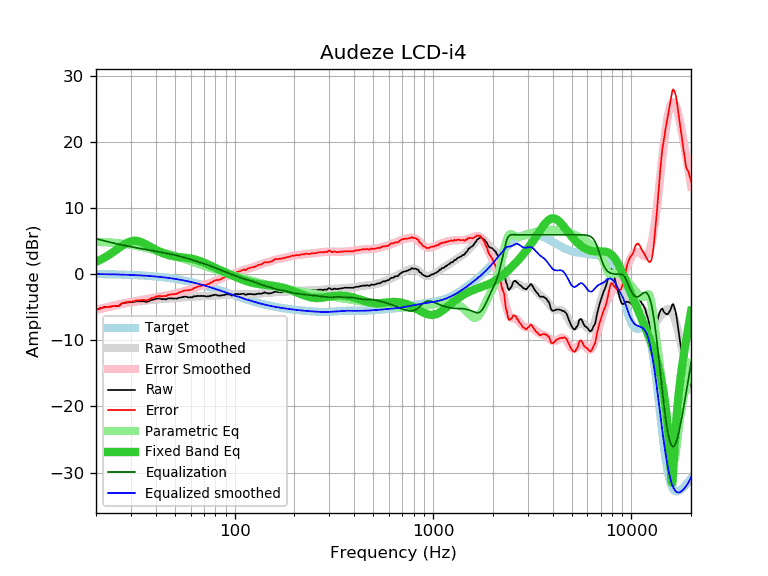 Audeze LCD-i4
30
20
10
0
−10
−20
−30
Amplitude (dBr)
Target
Raw Smoothed
Error Smoothed
Raw
Error
Parametric Eq
Fixed Band Eq
Equalization
Equalized smoothed
100
1000
10000
Frequency (Hz)